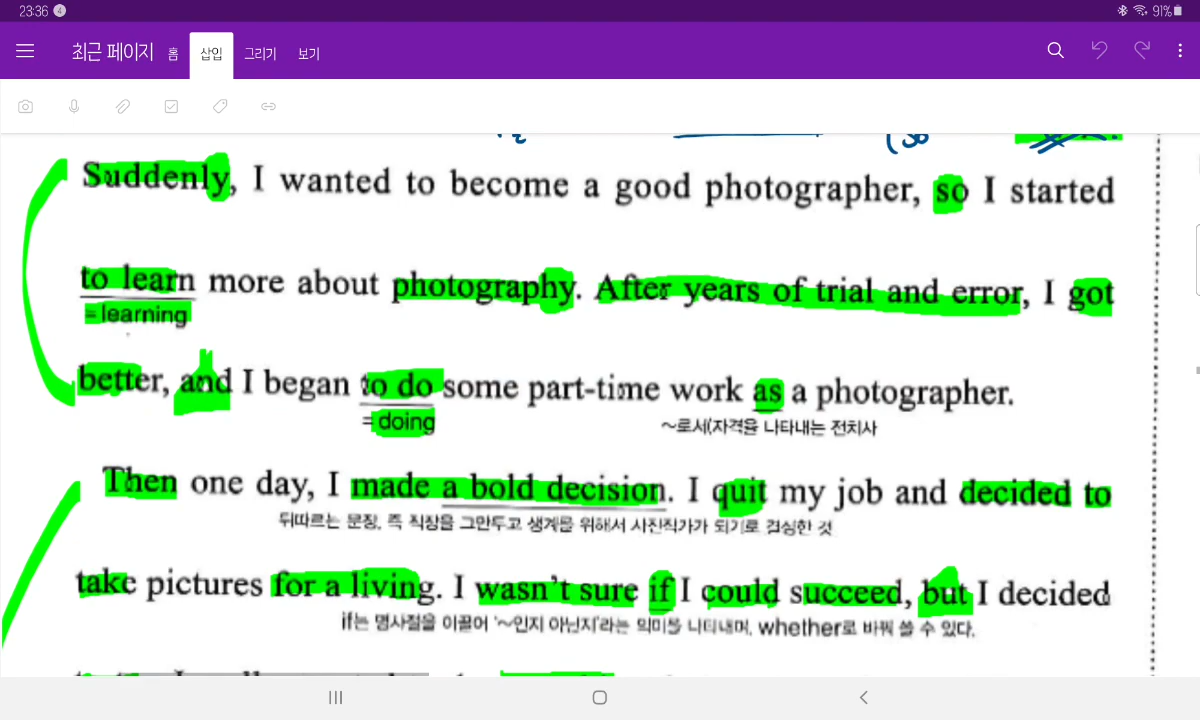 23:36 4 91%
최근 페이지 홈 삽입 그리기 보기
Suddenly, I wanted to become a good photographer, so I started
to learn more about photography. After years of trial and error, I got
= learning
better, and I began to do some part-time work as a photographer.
= doing ~로서(자격을 나타내는 전치사
Then one day, I made a bold decision. I quit my job and decided to
뒤따르는 문장, 즉 직장을 그만두고 생계를 위해서 사진작가가 되기로 결심한 것
take pictures for a living. I wasn't sure if I could succeed, but I decided
if는 명사절을 이끌어 '~인지 아닌지'라는 의미를 나타내며, whether로 바꿔 쓸 수 있다.